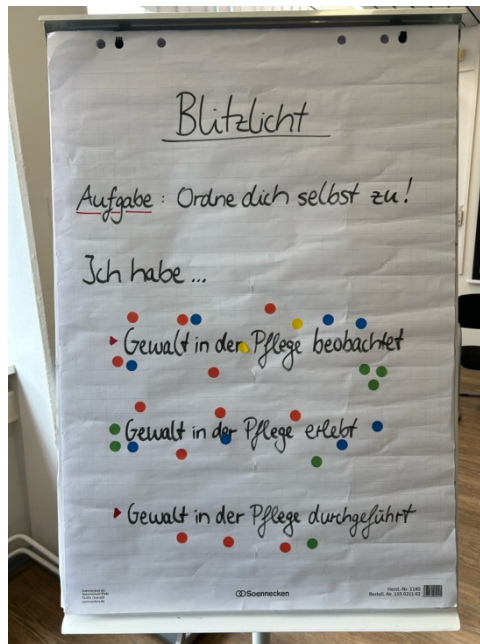 Blitzlicht
Aufgabe: Ordne dich selbst zu!
Ich habe...
Gewalt in der Pflege beobachtet
Gewalt in der Pflege erlebt
Gewalt in der Pflege durchgeführt
Soennecken